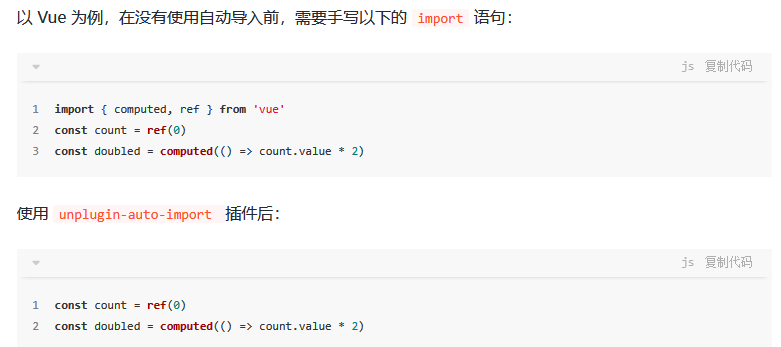 以 Vue 为例，在没有使用自动导入前，需要手写以下的 import 语句：
js 复制代码
1 import { computed, ref } from 'vue'
2 const count = ref(0)
3 const doubled = computed(() => count.value * 2)
使用 unplugin-auto-import 插件后：
js 复制代码
1 const count = ref(0)
2 const doubled = computed(() => count.value * 2)